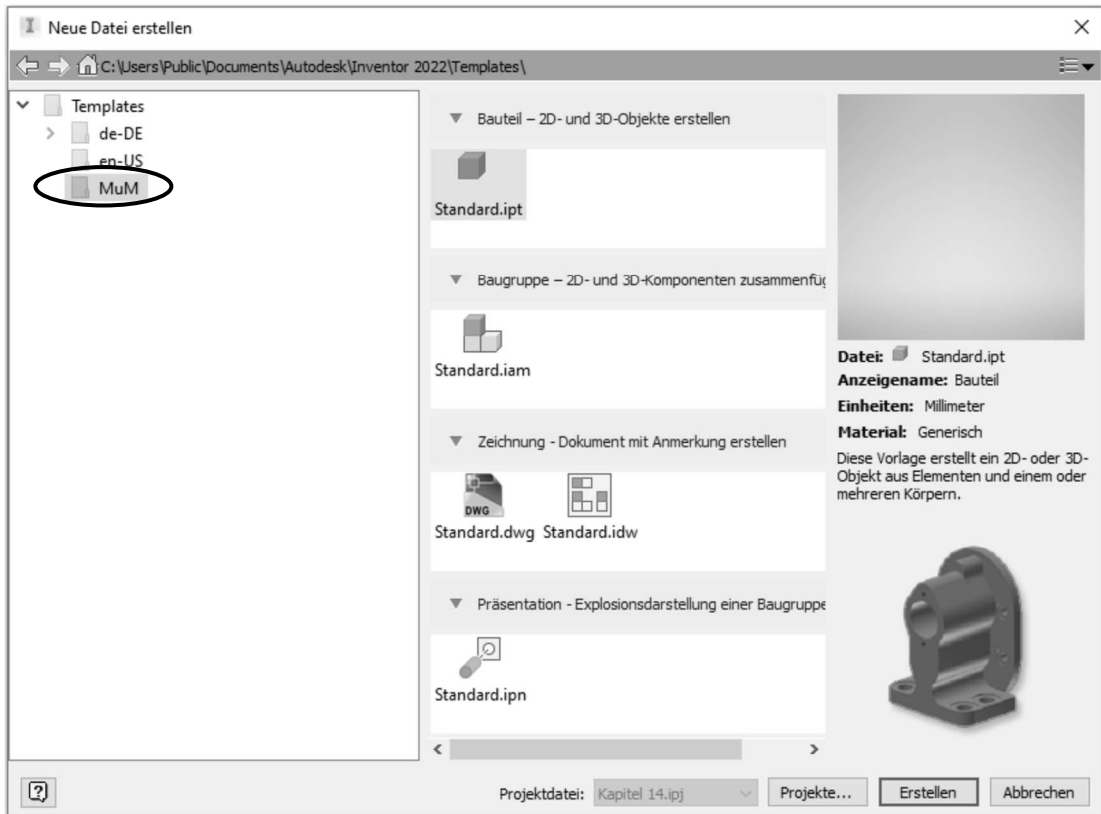 Neue Datei erstellen
C:\Users\Public\Documents\Autodesk\Inventor 2022\Templates\
Templates
de-DE
en-US
MuM
Bauteil – 2D- und 3D-Objekte erstellen
Standard.ipt
Baugruppe – 2D- und 3D-Komponenten zusammenfüg
Standard.iam
Zeichnung - Dokument mit Anmerkung erstellen
DWG
Standard.dwg Standard.idw
Präsentation - Explosionsdarstellung einer Baugruppe
Standard.ipn
Datei: Standard.ipt
Anzeigename: Bauteil
Einheiten: Millimeter
Material: Generisch
Diese Vorlage erstellt ein 2D- oder 3D-
Objekt aus Elementen und einem oder
mehreren Körpern.
?
Projektdatei: Kapitel 14.ipj Projekte... Erstellen Abbrechen